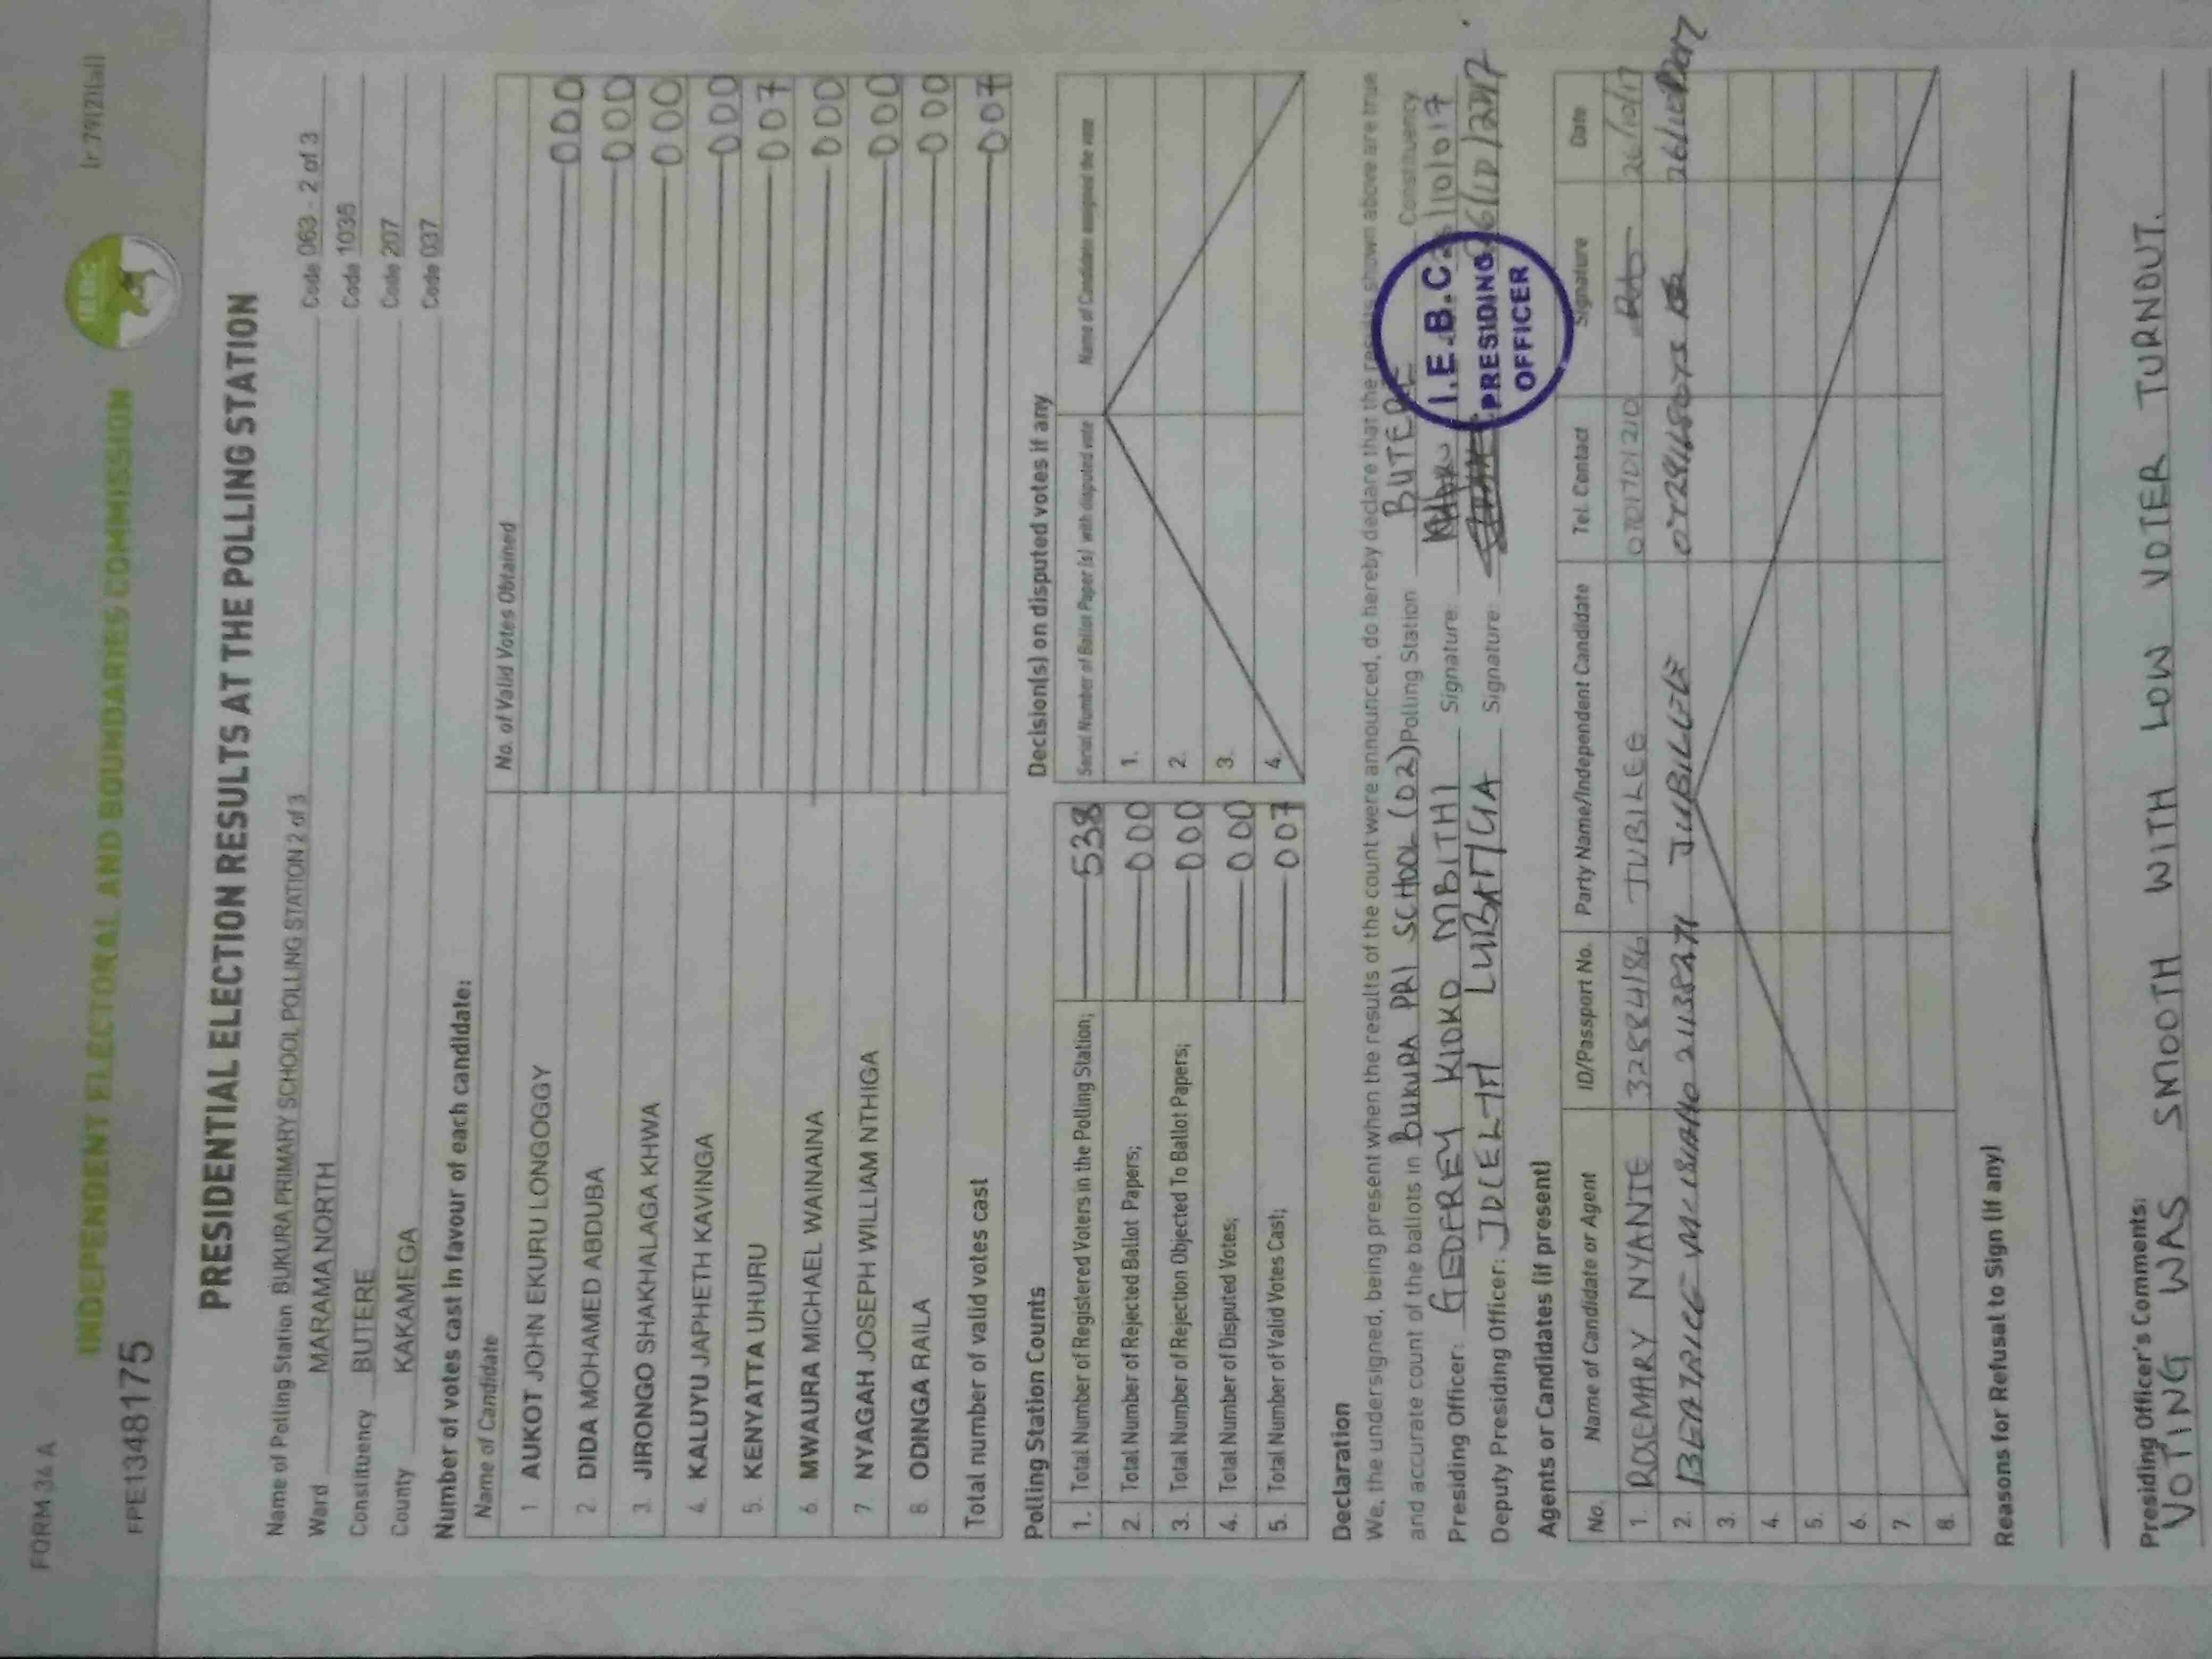 FORM 34 A
(r.79(2)(a))
INDEPENDENT ELECTORAL AND BOUNDARIES COMMISSION
IEBC
FPE1348175
PRESIDENTIAL ELECTION RESULTS AT THE POLLING STATION
Name of Polling Station BUKURA PRIMARY SCHOOL POLLING STATION 2 of 3 Code 063 - 2 of 3
Ward MARAMA NORTH Code 1035
Constituency BUTERE Code 207
County KAKAMEGA Code 037
Number of votes cast in favour of each candidate:
Name of Candidate No. of Valid Votes Obtained
1 AUKOT JOHN EKURU LONGOGGY 000
2 DIDA MOHAMED ABDUBA 000
3. JIRONGO SHAKHALAGA KHWA 000
4. KALUYU JAPHETH KAVINGA 000
5. KENYATTA UHURU 007
6 MWAURA MICHAEL WAINAINA 000
7. NYAGAH JOSEPH WILLIAM NTHIGA 000
8. ODINGA RAILA 000
Total number of valid votes cast 007
Polling Station Counts
1. Total Number of Registered Voters in the Polling Station; 538
2. Total Number of Rejected Ballot Papers; 000
3. Total Number of Rejection Objected To Ballot Papers; 000
4. Total Number of Disputed Votes; 000
5. Total Number of Valid Votes Cast; 007
Decision(s) on disputed votes if any
Serial Number of Ballot Paper (s) with disputed vote Name of Candidate assigned the vote
1.
2.
3.
4.
Declaration
We, the undersigned, being present when the results of the count were announced, do hereby declare that the results shown above are true
and accurate count of the ballots in BUKURA PRI SCHOOL (02) Polling Station BUTERE Constituency
Presiding Officer: GEOFREY KIOKO MBITHI Signature:
Deputy Presiding Officer: Signature: 26/10/2017
I.E.B.C.
PRESIDING
OFFICER
Agents or Candidates (if present)
No. Name of Candidate or Agent ID/Passport No. Party Name/Independent Candidate Tel. Contact Signature Date
1. ROSEMARY NYANTE 32584186 JUBILEE 0701701210 26/10/17
2. BEATRICE 21138271 JUBILEE
3.
4.
5.
6.
7.
8.
Reasons for Refusal to Sign (if any)
Presiding Officer's Comments:
VOTING WAS SMOOTH WITH LOW VOTER TURNOUT.